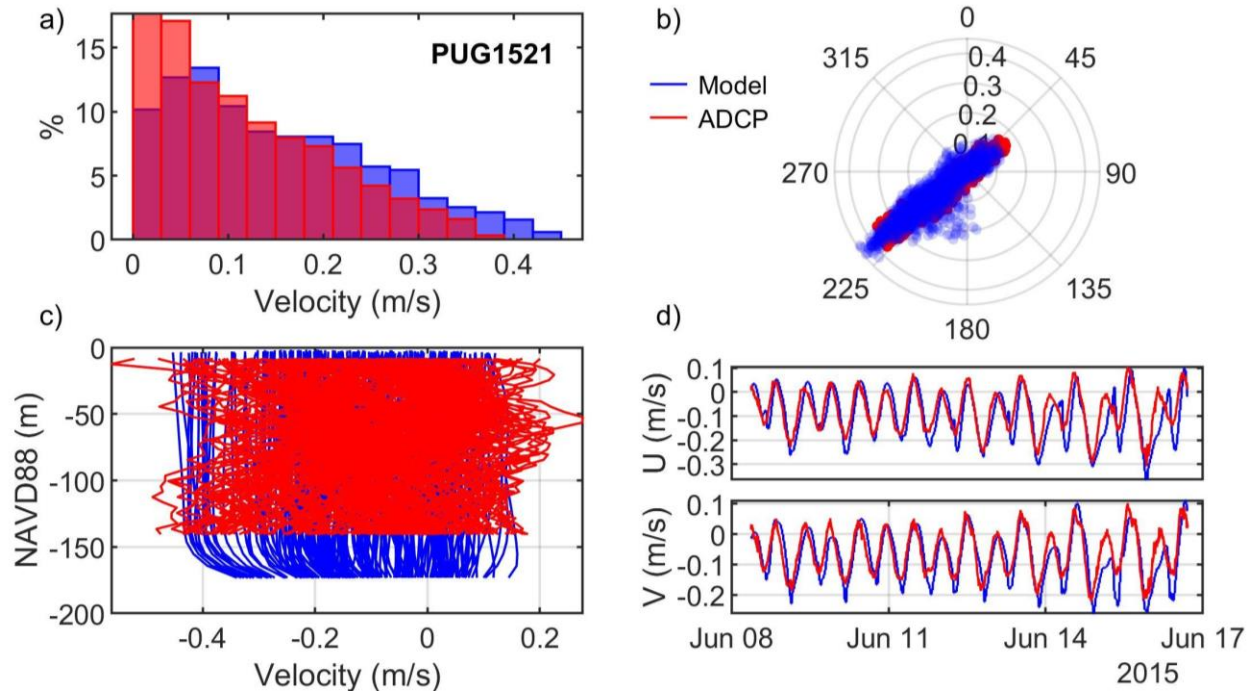 a)
PUG1521
15
10
5
0
%
0 0.1 0.2 0.3 0.4
Velocity (m/s)
b)
Model
ADCP
0
45
90
135
180
225
270
315
0.4
0.3
0.2
c)
0
-50
-100
-150
-200
NAVD88 (m)
-0.4 -0.2 0 0.2
Velocity (m/s)
d)
0.1
0
-0.1
-0.2
-0.3
U (m/s)
0.1
0
-0.1
-0.2
V (m/s)
Jun 08 Jun 11 Jun 14 Jun 17
2015